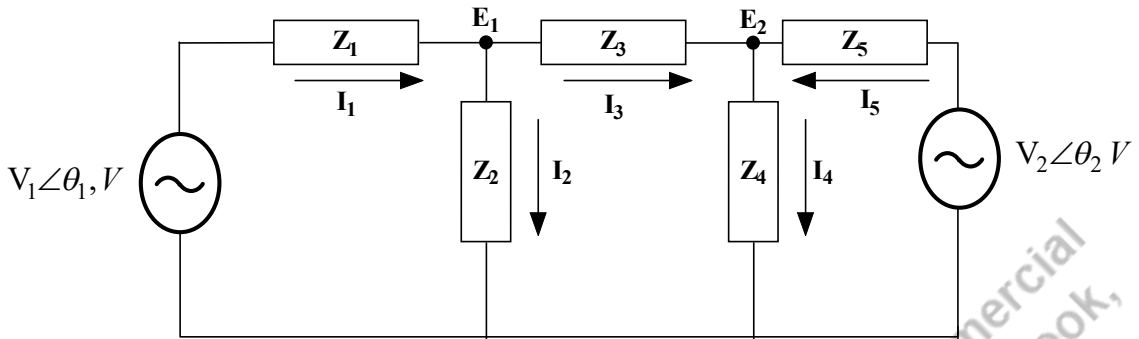 E₁ E₂
Z₁ Z₃ Z₅
I₁ I₃ I₅
V₁∠θ₁, V
Z₂ I₂ Z₄ I₄
V₂∠θ₂ V